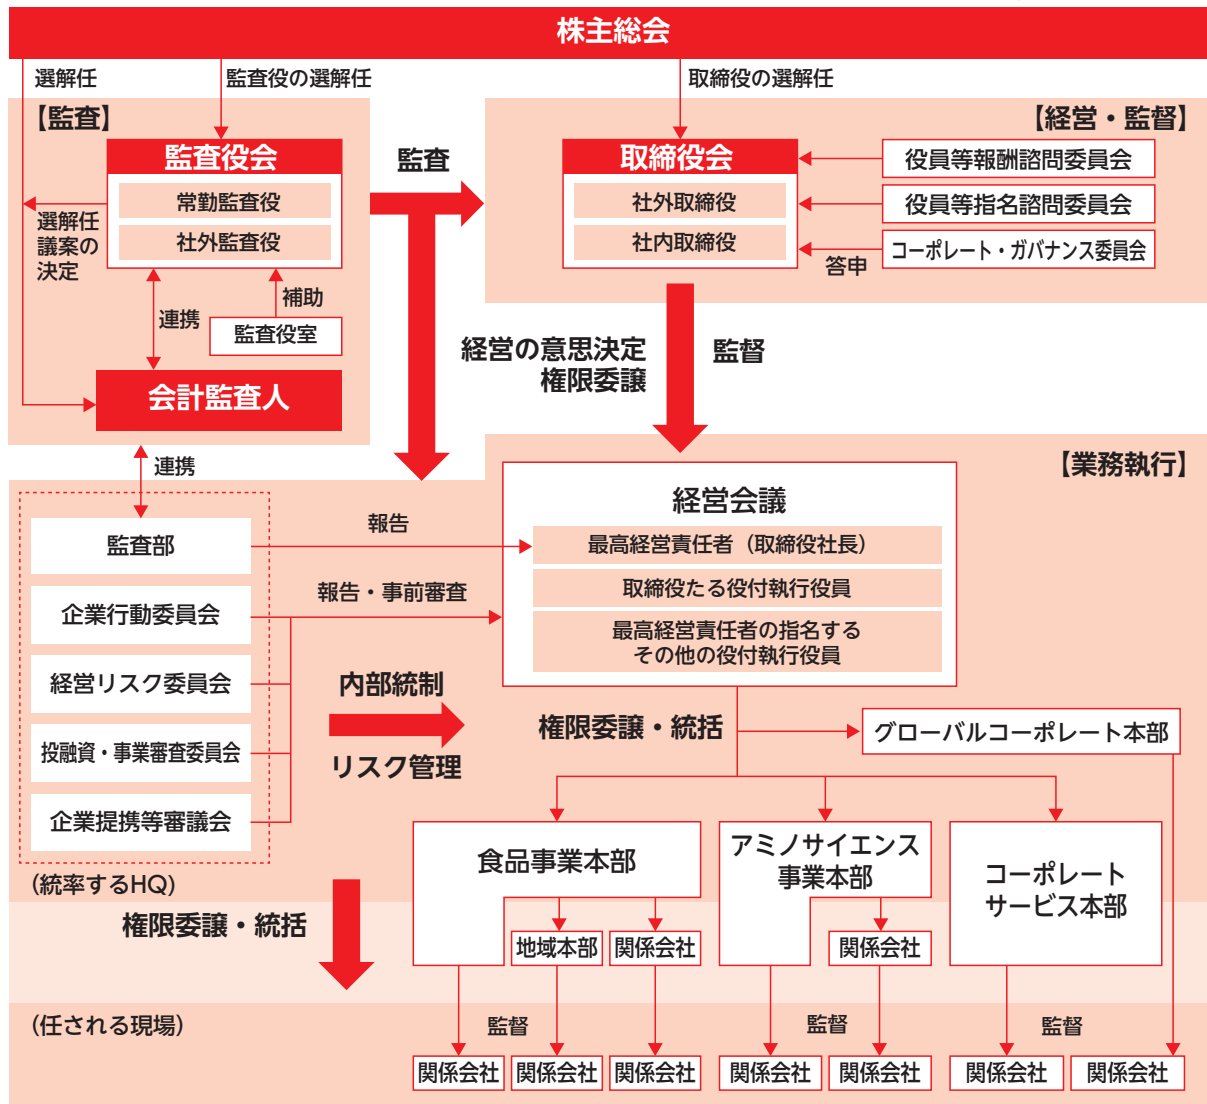 株主総会
選解任
監査役の選解任
取締役の選解任
【監査】
【経営・監督】
監査役会
常勤監査役
社外監査役
監査
取締役会
社外取締役
社内取締役
役員等報酬諮問委員会
役員等指名諮問委員会
コーポレート・ガバナンス委員会
答申
選解任
議案の
決定
連携
補助
監査役室
会計監査人
経営の意思決定
権限委譲
監督
連携
【業務執行】
監査部
企業行動委員会
経営リスク委員会
投融資・事業審査委員会
企業提携等審議会
報告
報告・事前審査
経営会議
最高経営責任者（取締役社長）
取締役たる役付執行役員
最高経営責任者の指名する
その他の役付執行役員
内部統制
リスク管理
権限委譲・統括
グローバルコーポレート本部
食品事業本部
アミノサイエンス
事業本部
コーポレート
サービス本部
(統率するHQ)
権限委譲・統括
地域本部
関係会社
関係会社
(任される現場)
監督
監督
監督
関係会社
関係会社
関係会社
関係会社
関係会社
関係会社
関係会社